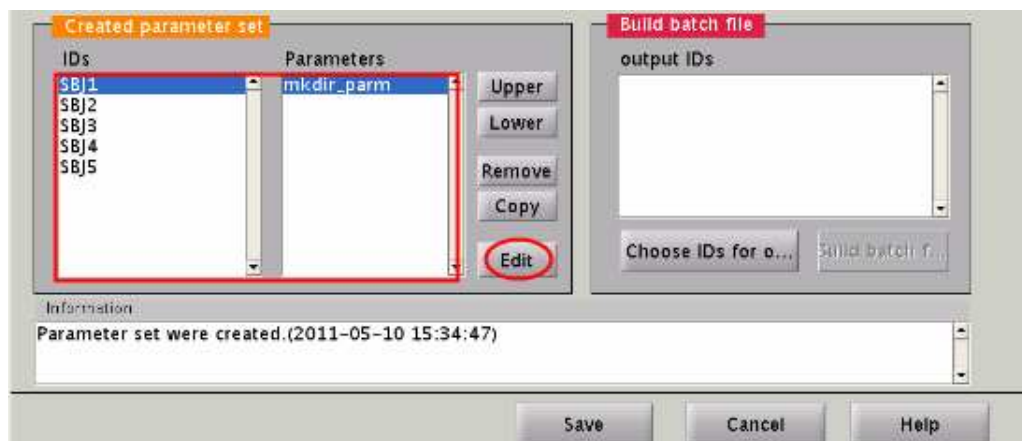 Created parameter set
IDs
Parameters
SBJ1
SBJ2
SBJ3
SBJ4
SBJ5
mkdir_parm
Upper
Lower
Remove
Copy
Edit
Build batch file
output IDs
Choose IDs for o...
Build batch f...
Information
Parameter set were created.(2011-05-10 15:34:47)
Save
Cancel
Help